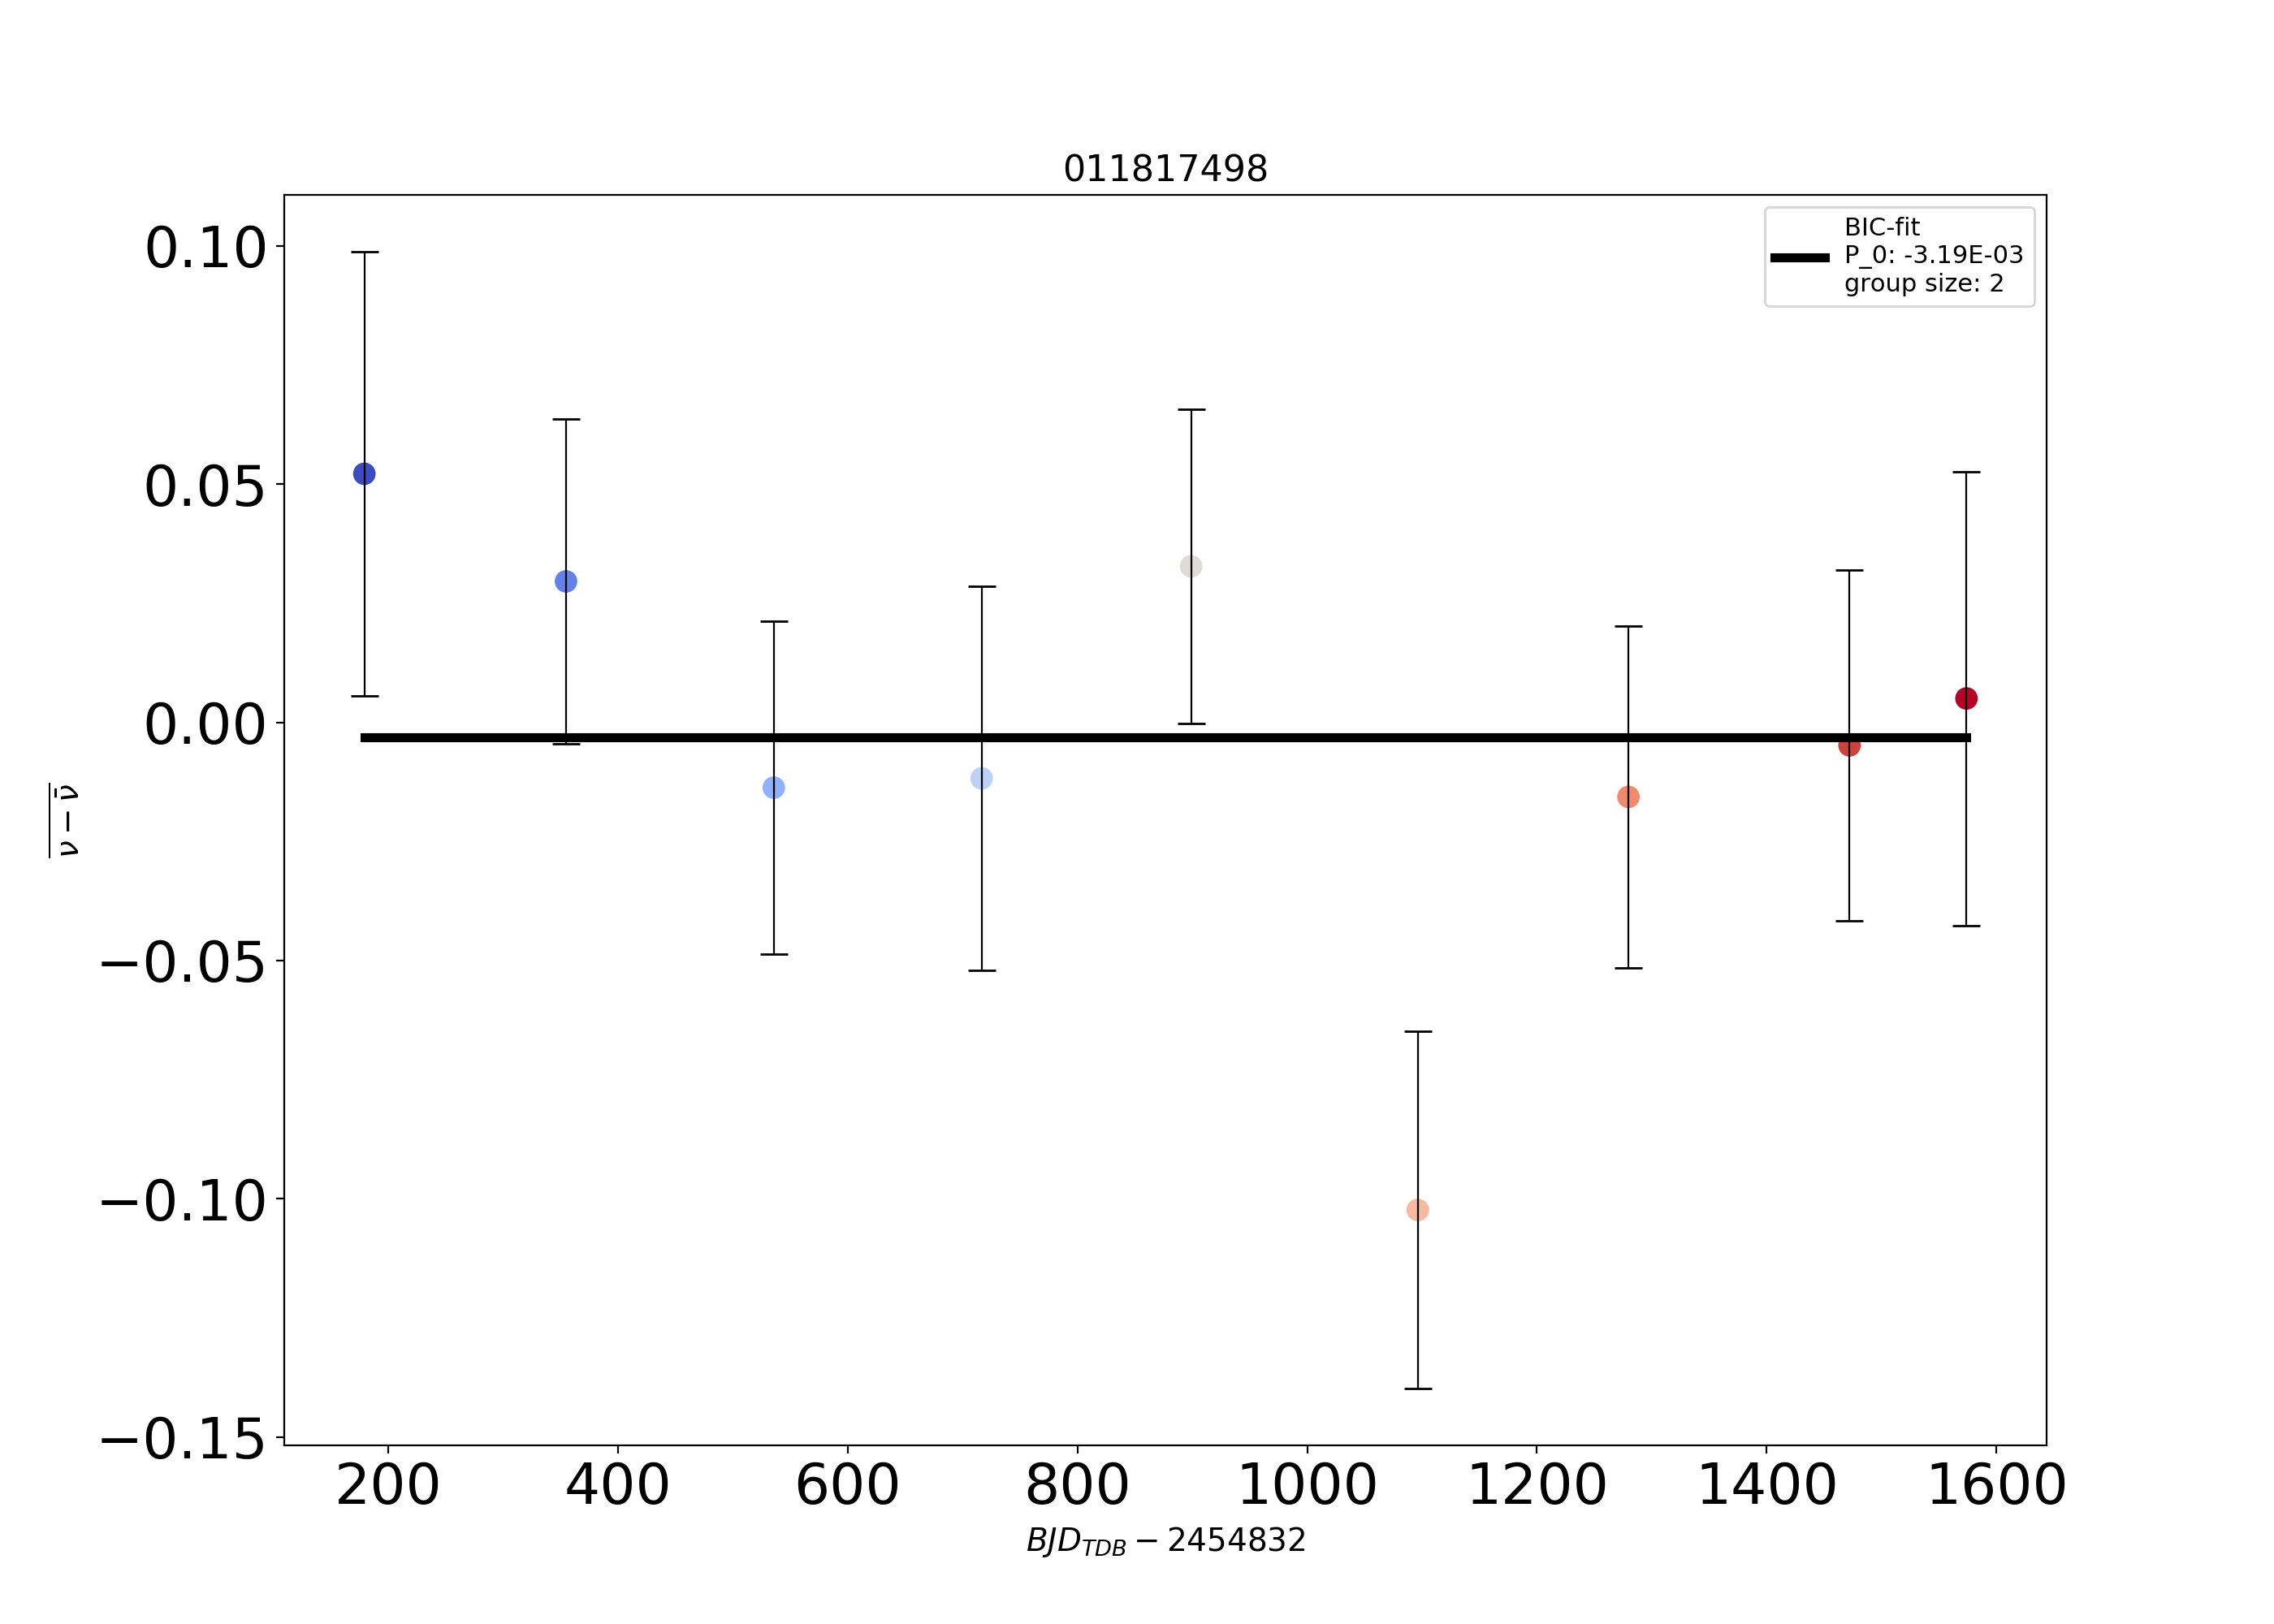 011817498
BIC-fit
P_0: -3.19E-03
group size: 2
0.10
0.05
0.00
−0.05
−0.10
−0.15
200 400 600 800 1000 1200 1400 1600
BJD_TDB − 2454832
ν − ν̄